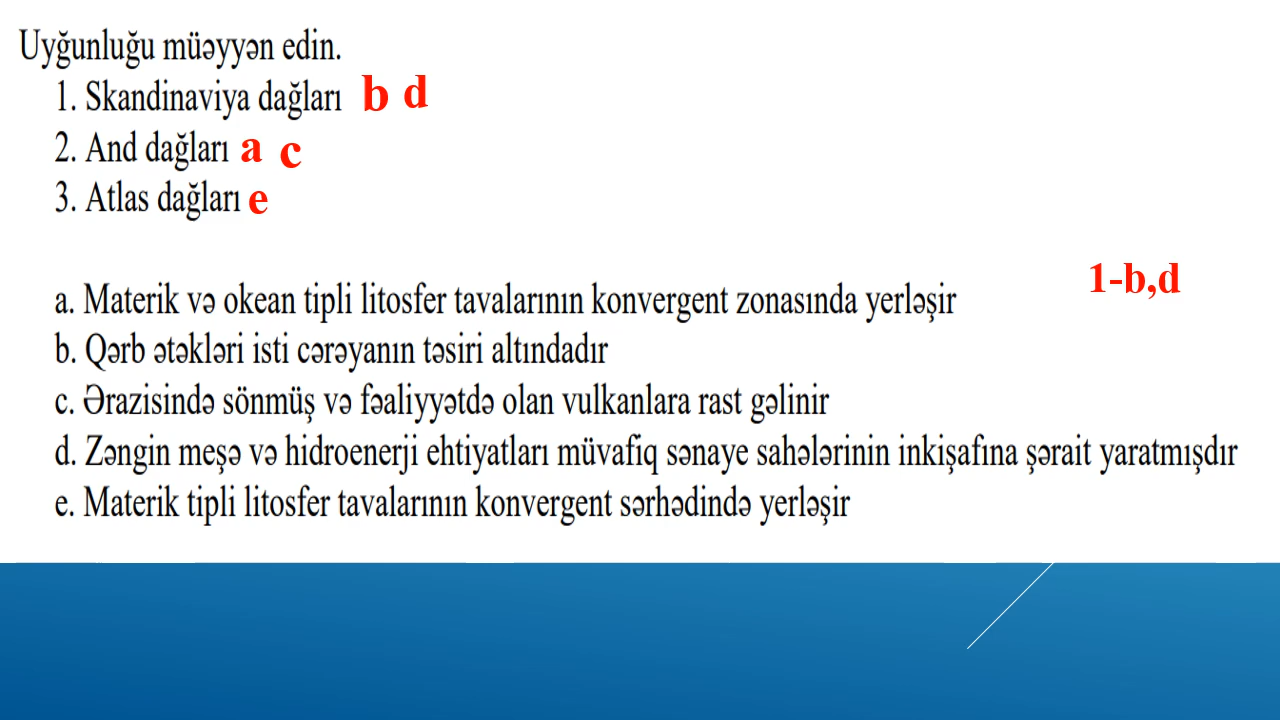 Uyğunluğu müəyyən edin.
1. Skandinaviya dağları b d
2. And dağları a c
3. Atlas dağları e
1-b,d
a. Materik və okean tipli litosfer tavalarının konvergent zonasında yerləşir
b. Qərb ətəkləri isti cərəyanın təsiri altındadır
c. Ərazisində sönmüş və fəaliyyətdə olan vulkanlara rast gəlinir
d. Zəngin meşə və hidroenerji ehtiyatları müvafiq sənaye sahələrinin inkişafına şərait yaratmışdır
e. Materik tipli litosfer tavalarının konvergent sərhədində yerləşir